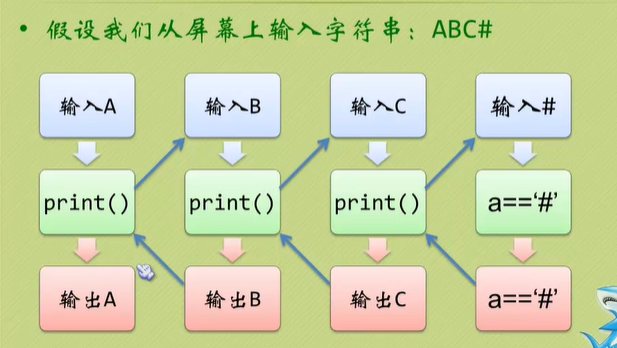 • 假设我们从屏幕上输入字符串：ABC#
输入A 输入B 输入C 输入#
print() print() print() a==‘#’
输出A 输出B 输出C a==‘#’